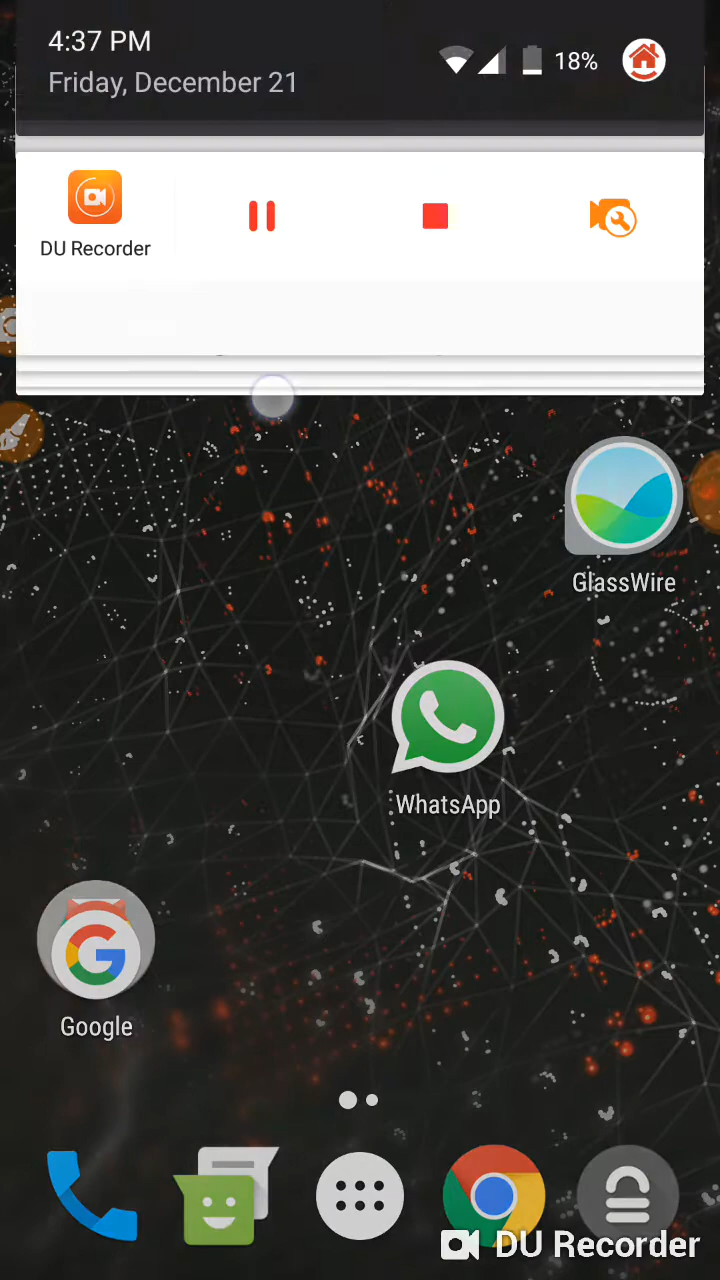 4:37 PM
Friday, December 21
18%
DU Recorder
GlassWire
WhatsApp
Google
DU Recorder